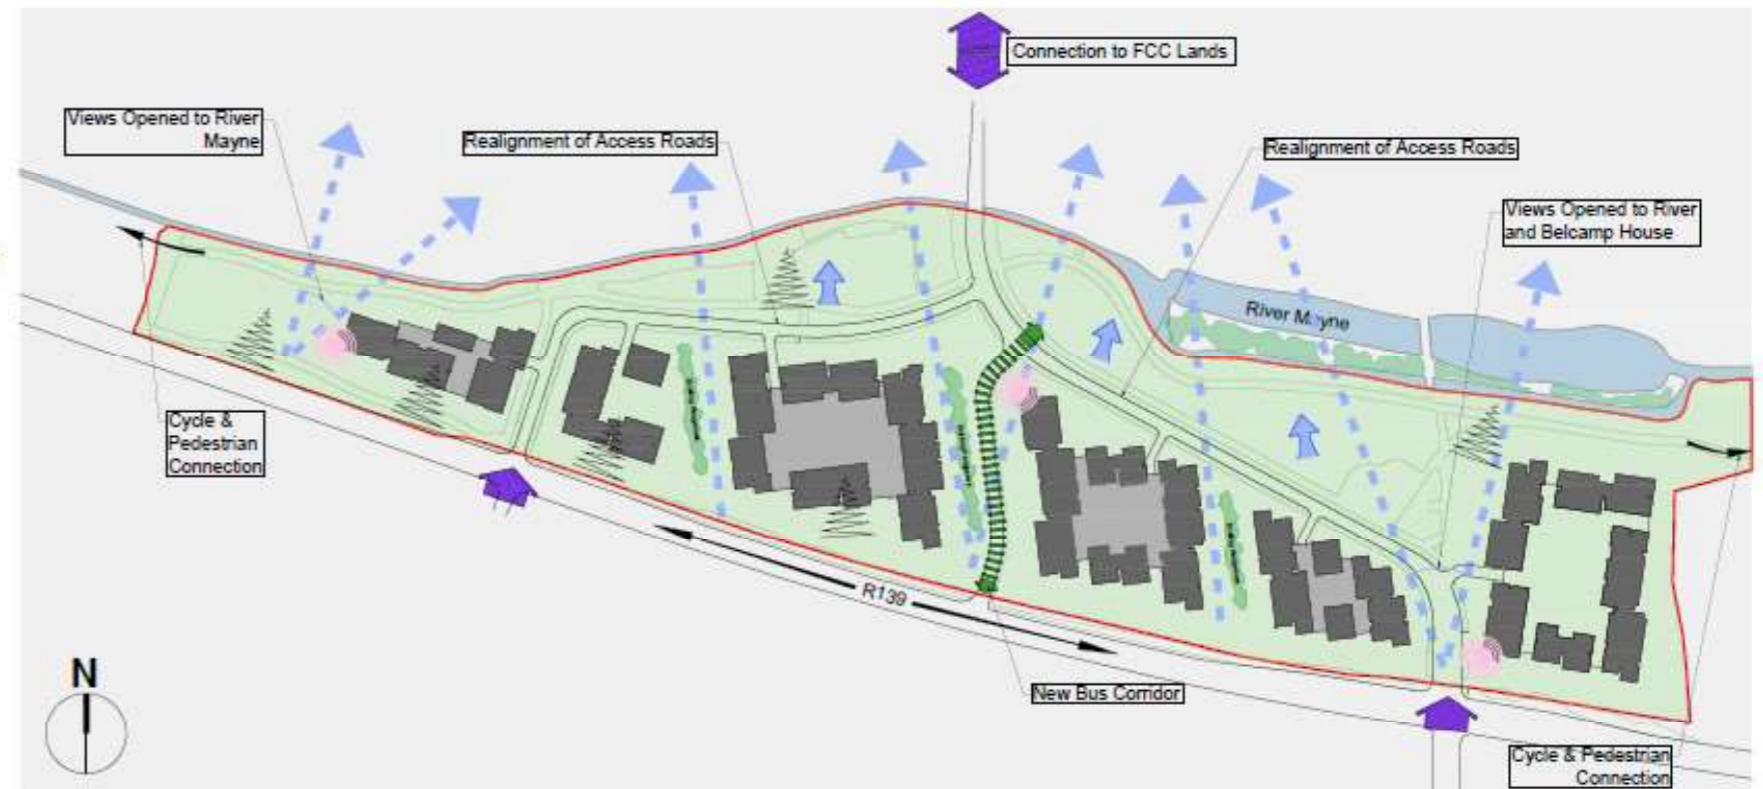 Connection to FCC Lands
Views Opened to River
Mayne
Realignment of Access Roads
Realignment of Access Roads
Views Opened to River
and Belcamp House
River Mayne
Cycle &
Pedestrian
Connection
R139
New Bus Corridor
N
Cycle & Pedestrian
Connection